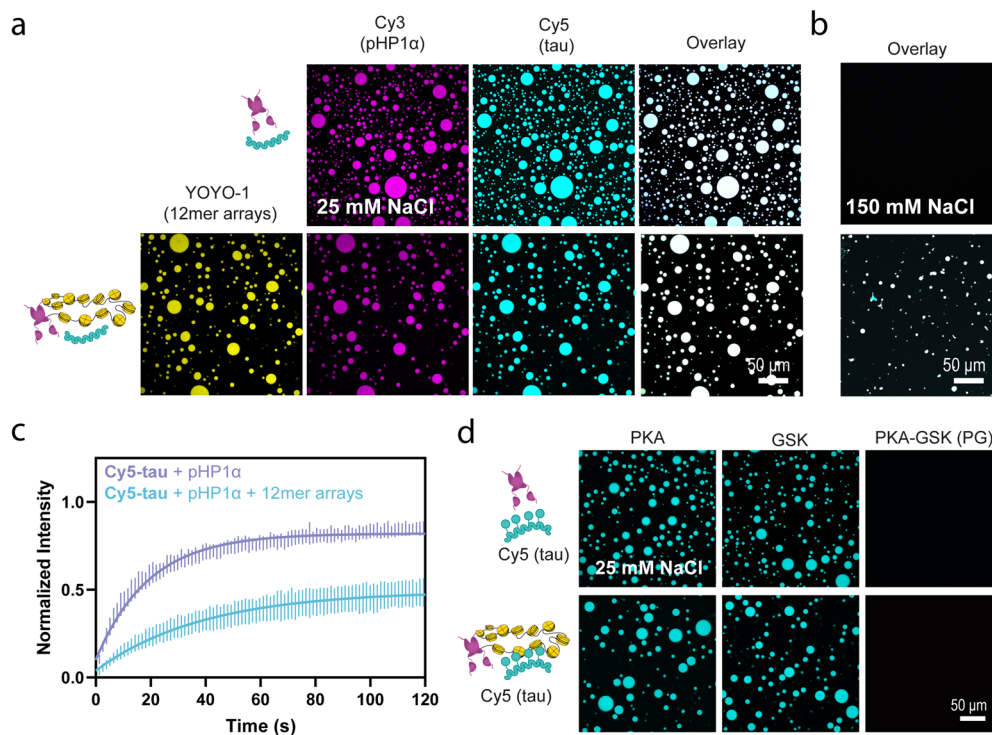 a
Cy3
(pHP1α)
Cy5
(tau)
Overlay
b
Overlay
YOYO-1
(12mer arrays)
25 mM NaCl
150 mM NaCl
50 µm
50 µm
c
Cy5-tau + pHP1α
Cy5-tau + pHP1α + 12mer arrays
Normalized Intensity
1.0
0.5
0.0
0
20
40
60
80
100
120
Time (s)
d
PKA
GSK
PKA-GSK (PG)
Cy5 (tau)
25 mM NaCl
Cy5 (tau)
50 µm